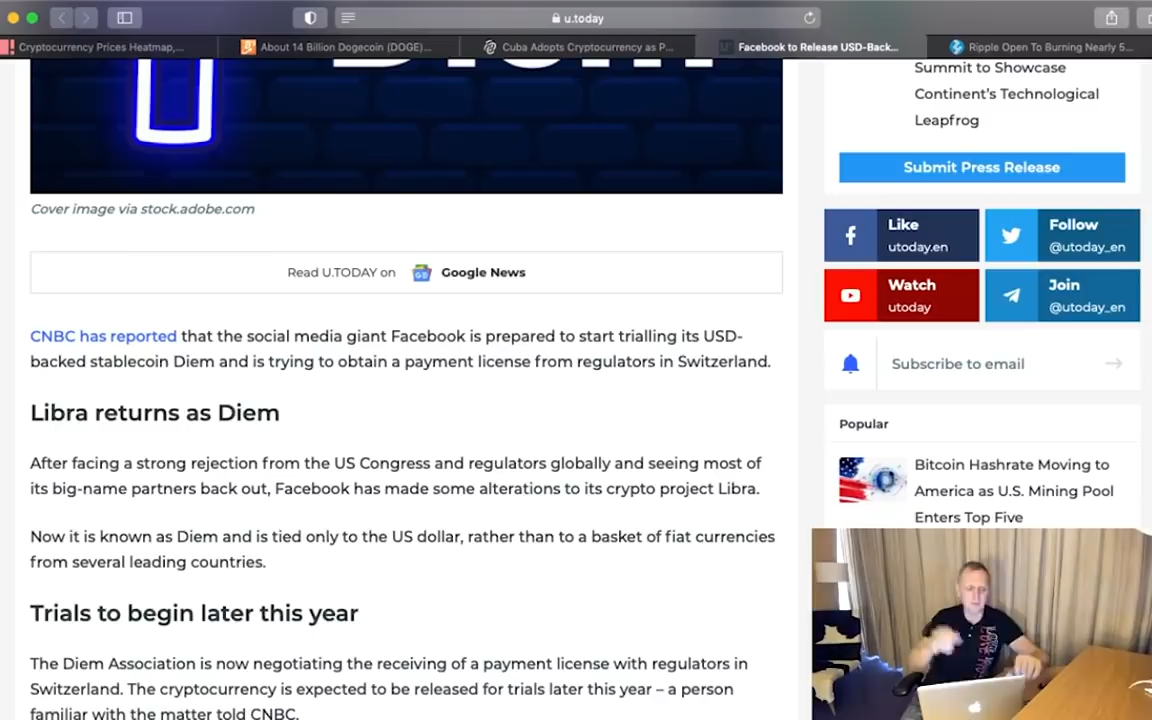 u.today
Cryptocurrency Prices Heatmap,...
About 14 Billion Dogecoin (DOGE)...
Cuba Adopts Cryptocurrency as P...
Facebook to Release USD-Back...
Ripple Open To Burning Nearly 5...
Cover image via stock.adobe.com
Read U.TODAY on Google News
CNBC has reported that the social media giant Facebook is prepared to start trialling its USD-
backed stablecoin Diem and is trying to obtain a payment license from regulators in Switzerland.
Libra returns as Diem
After facing a strong rejection from the US Congress and regulators globally and seeing most of
its big-name partners back out, Facebook has made some alterations to its crypto project Libra.
Now it is known as Diem and is tied only to the US dollar, rather than to a basket of fiat currencies
from several leading countries.
Trials to begin later this year
The Diem Association is now negotiating the receiving of a payment license with regulators in
Switzerland. The cryptocurrency is expected to be released for trials later this year – a person
familiar with the matter told CNBC.
Summit to Showcase
Continent's Technological
Leapfrog
Submit Press Release
Like
utoday.en
Follow
@utoday_en
Watch
utoday
Join
@utoday_en
Subscribe to email
Popular
Bitcoin Hashrate Moving to
America as U.S. Mining Pool
Enters Top Five